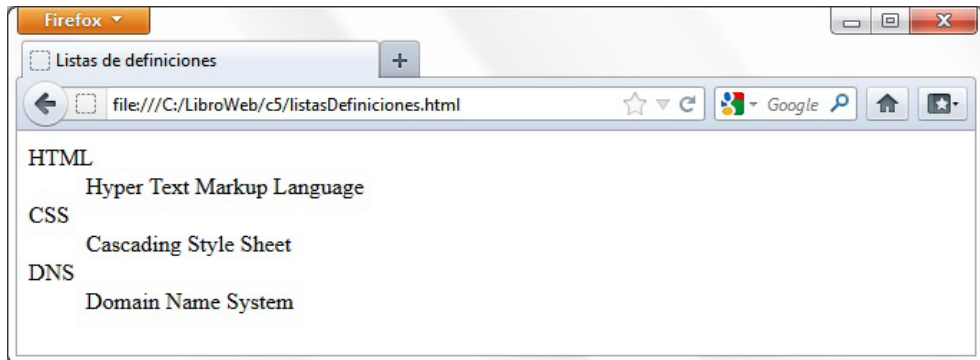 Firefox
Listas de definiciones
file:///C:/LibroWeb/c5/listasDefiniciones.html
Google
HTML
Hyper Text Markup Language
CSS
Cascading Style Sheet
DNS
Domain Name System